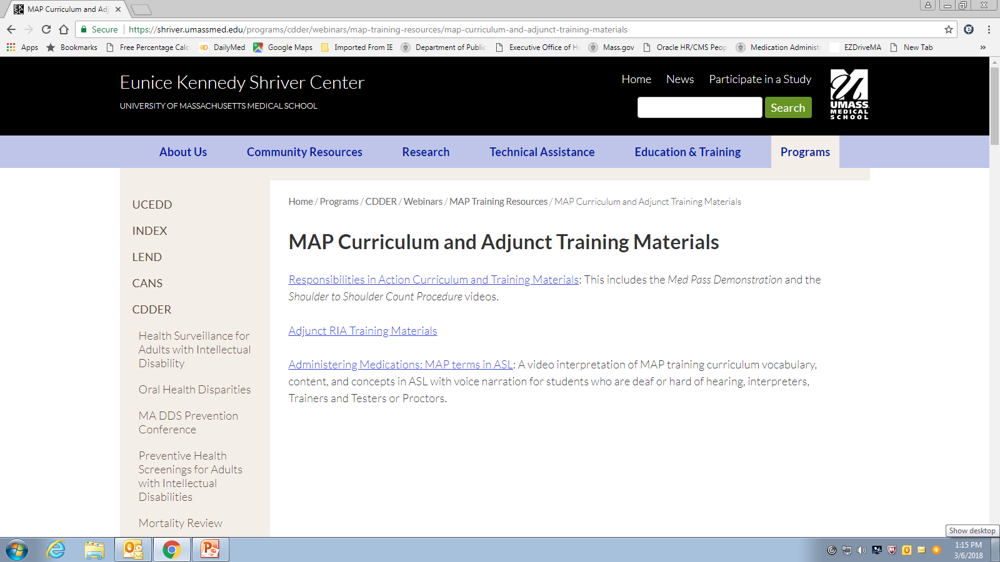 EK
SC
MAP Curriculum and Adj
Secure
https://shriver.umassmed.edu/programs/cdder/webinars/map-training-resources/map-curriculum-and-adjunct-training-materials
Apps
Bookmarks
Free Percentage Calc
DailyMed
Google Maps
Imported From IE
Department of Public
Executive Office of He
Mass.gov
Oracle HR/CMS Peop
Medication Administr
EZDriveMA
New Tab
»
Eunice Kennedy Shriver Center
UNIVERSITY OF MASSACHUSETTS MEDICAL SCHOOL
Home
News
Participate in a Study
Search
UMASS
MEDICAL
SCHOOL
About Us
Community Resources
Research
Technical Assistance
Education & Training
Programs
UCEDD
INDEX
LEND
CANS
CDDER
Health Surveillance for
Adults with Intellectual
Disability
Oral Health Disparities
MA DDS Prevention
Conference
Preventive Health
Screenings for Adults
with Intellectual
Disabilities
Mortality Review
Home / Programs / CDDER / Webinars / MAP Training Resources / MAP Curriculum and Adjunct Training Materials
MAP Curriculum and Adjunct Training Materials
Responsibilities in Action Curriculum and Training Materials: This includes the Med Pass Demonstration and the
Shoulder to Shoulder Count Procedure videos.
Adjunct RIA Training Materials
Administering Medications: MAP terms in ASL: A video interpretation of MAP training curriculum vocabulary,
content, and concepts in ASL with voice narration for students who are deaf or hard of hearing, interpreters,
Trainers and Testers or Proctors.
Show desktop
1:15 PM
3/6/2018